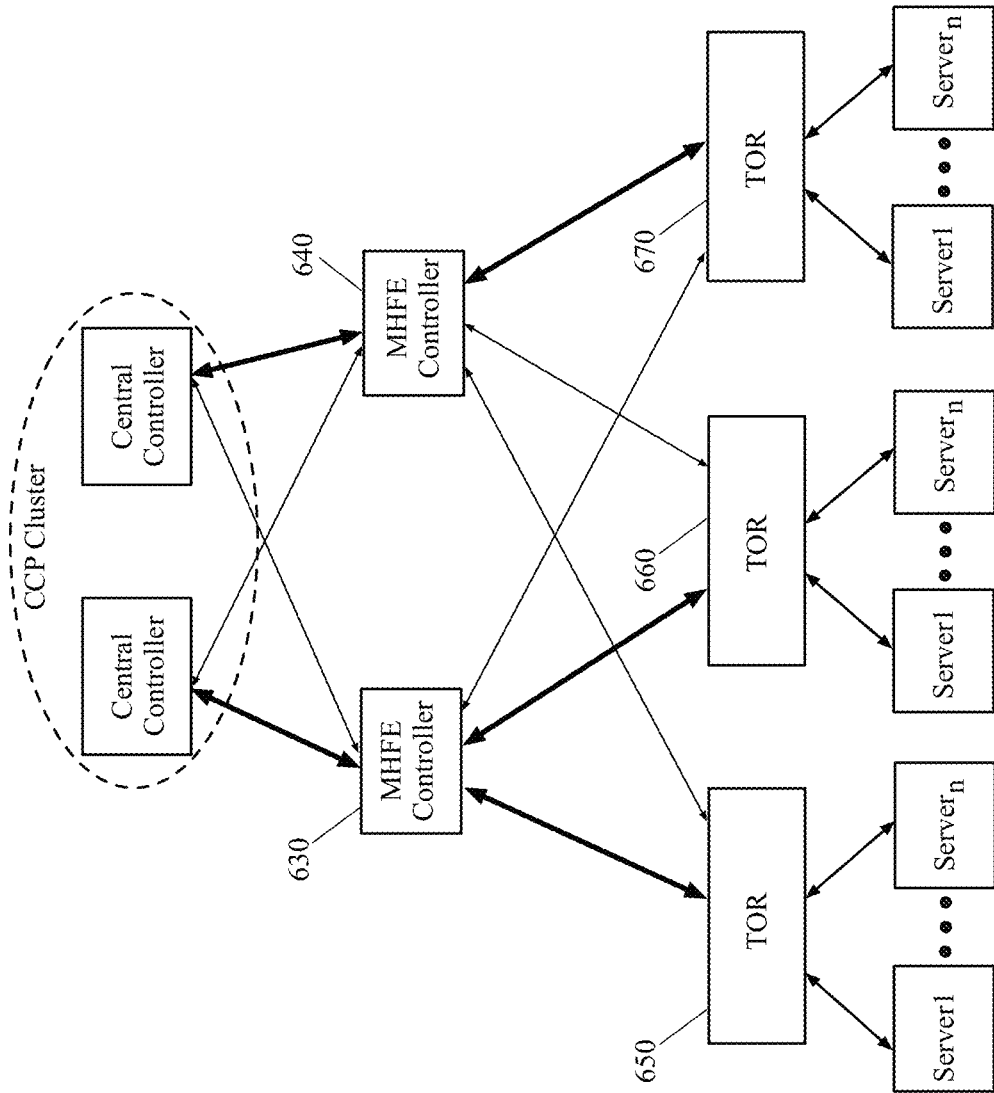 CCP Cluster
Central
Controller
Central
Controller
630
MHFE
Controller
640
MHFE
Controller
650
TOR
660
TOR
670
TOR
Server1
Servern
Server1
Servern
Server1
Servern